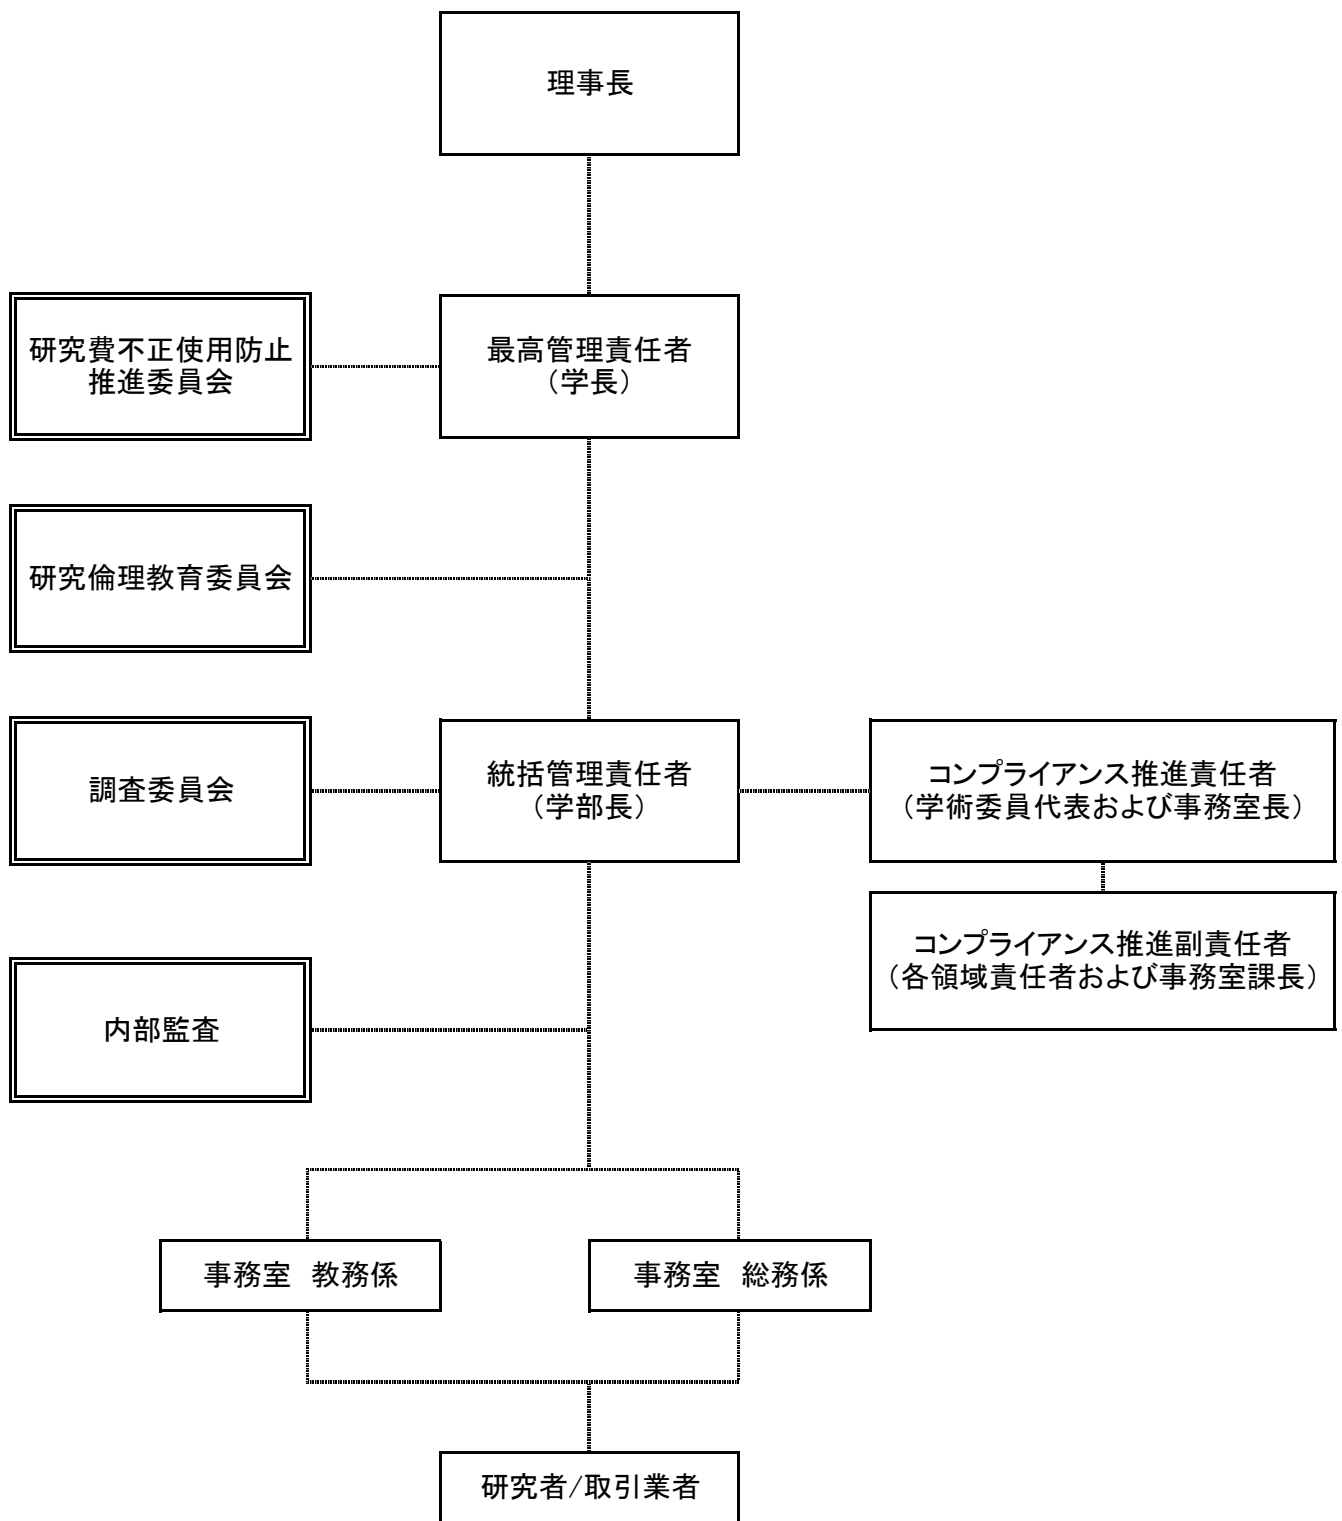 理事長
研究費不正使用防止
推進委員会
最高管理責任者
（学長）
研究倫理教育委員会
調査委員会
統括管理責任者
（学部長）
コンプライアンス推進責任者
（学術委員代表および事務室長）
コンプライアンス推進副責任者
（各領域責任者および事務室課長）
内部監査
事務室　教務係
事務室　総務係
研究者/取引業者